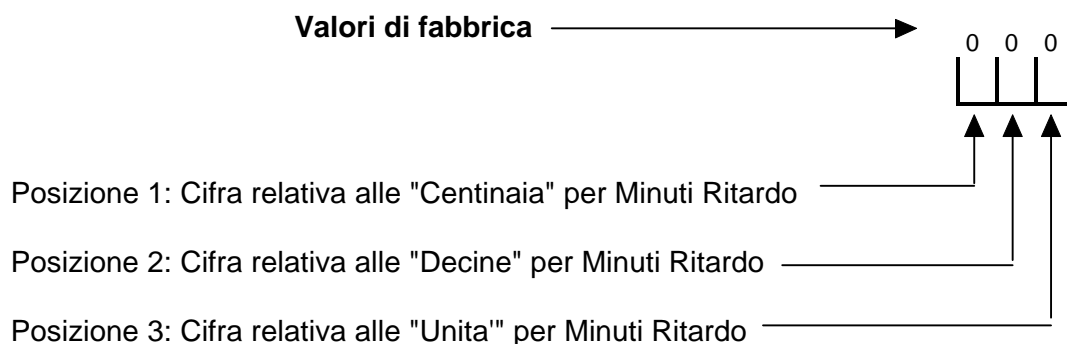 Valori di fabbrica
0 0 0
Posizione 1: Cifra relativa alle "Centinaia" per Minuti Ritardo
Posizione 2: Cifra relativa alle "Decine" per Minuti Ritardo
Posizione 3: Cifra relativa alle "Unita'" per Minuti Ritardo